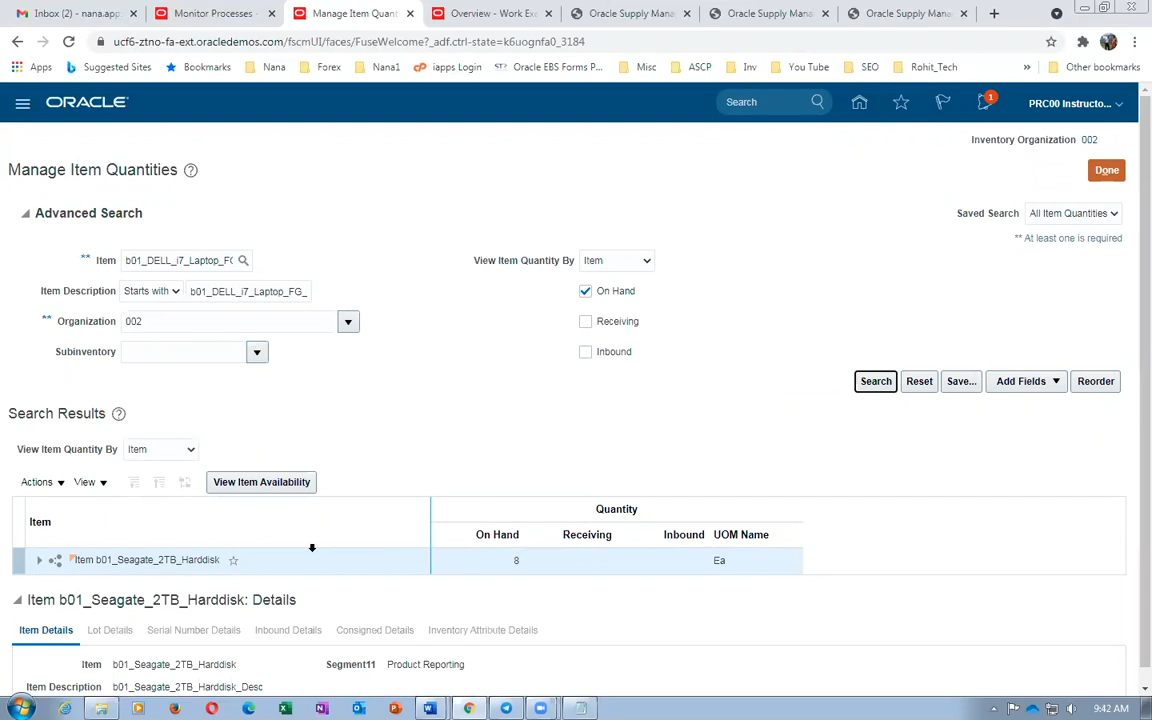 Inbox (2) - nana.app
Monitor Processes -
Manage Item Quant
Overview - Work Exe
Oracle Supply Mana
Oracle Supply Mana
Oracle Supply Mana
ucf6-ztno-fa-ext.oracledemos.com/fscmUI/faces/FuseWelcome?_adf.ctrl-state=k6uognfa0_3184
Apps
Suggested Sites
Bookmarks
Nana
Forex
Nana1
iapps Login
Oracle EBS Forms P...
Misc
ASCP
Inv
You Tube
SEO
Rohit_Tech
»
Other bookmarks
ORACLE
Search
1
PRC00 Instructo...
Inventory Organization 002
Manage Item Quantities
Done
Advanced Search
Saved Search All Item Quantities
** At least one is required
** Item b01_DELL_i7_Laptop_F(
View Item Quantity By Item
Item Description Starts with b01_DELL_i7_Laptop_FG_
On Hand
** Organization 002
Receiving
Subinventory
Inbound
Search
Reset
Save...
Add Fields
Reorder
Search Results
View Item Quantity By Item
Actions
View
View Item Availability
Quantity
Item
On Hand
Receiving
Inbound
UOM Name
Item b01_Seagate_2TB_Harddisk
8
Ea
Item b01_Seagate_2TB_Harddisk: Details
Item Details
Lot Details
Serial Number Details
Inbound Details
Consigned Details
Inventory Attribute Details
Item b01_Seagate_2TB_Harddisk
Segment11 Product Reporting
Item Description b01_Seagate_2TB_Harddisk_Desc
9:42 AM